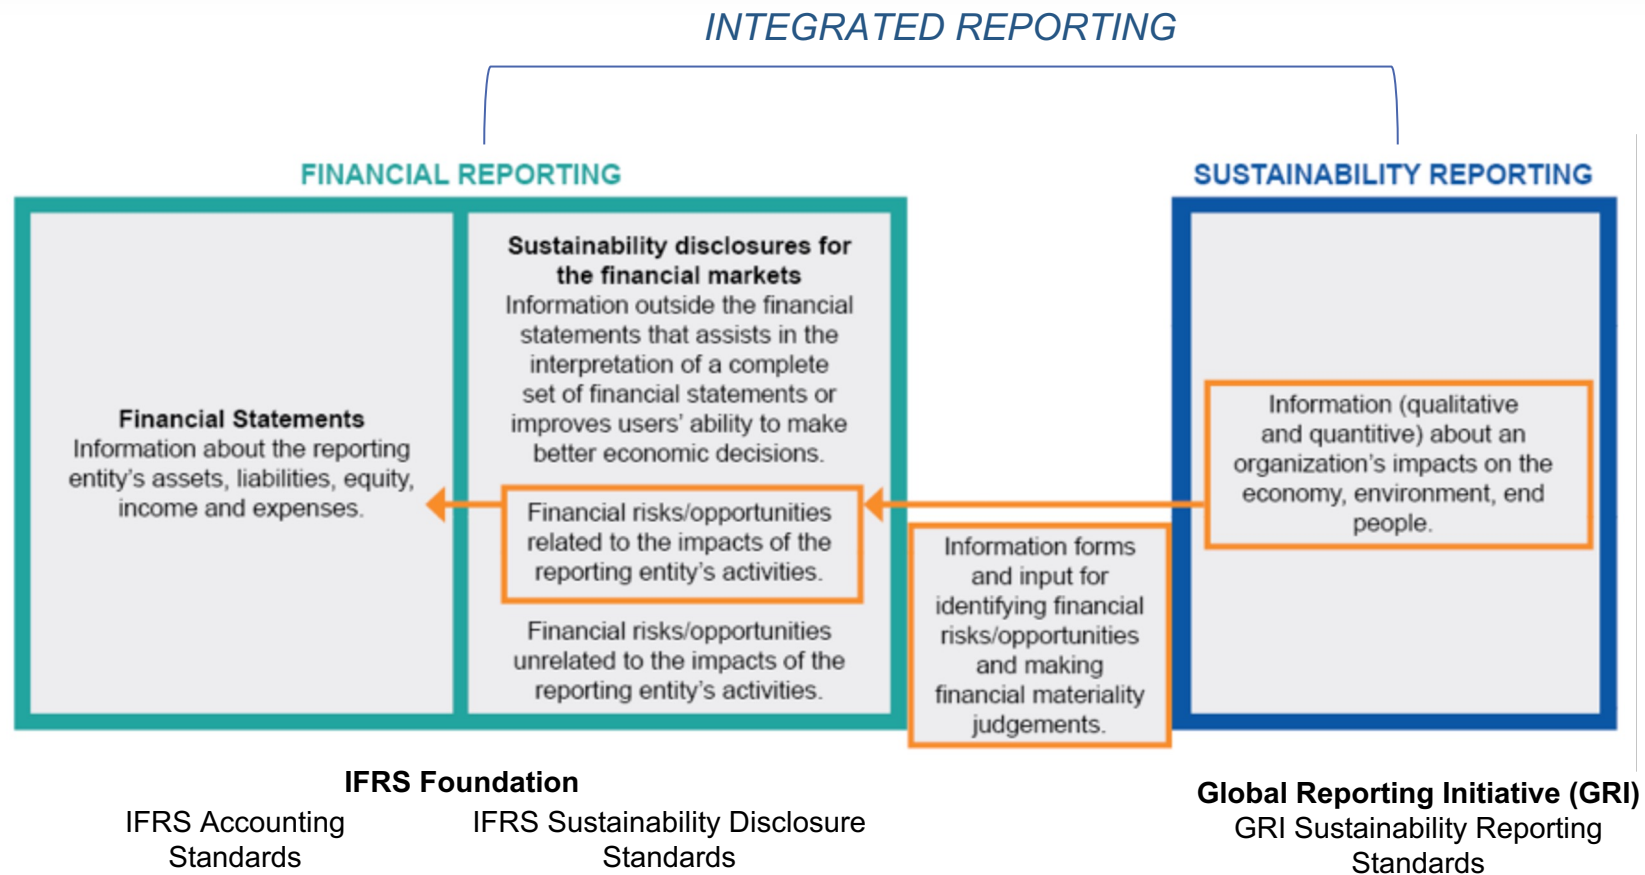 INTEGRATED REPORTING
FINANCIAL REPORTING
Financial Statements
Information about the reporting
entity's assets, liabilities, equity,
income and expenses.
Sustainability disclosures for
the financial markets
Information outside the financial
statements that assists in the
interpretation of a complete
set of financial statements or
improves users' ability to make
better economic decisions.
Financial risks/opportunities
related to the impacts of the
reporting entity's activities.
Financial risks/opportunities
unrelated to the impacts of the
reporting entity's activities.
Information forms
and input for
identifying financial
risks/opportunities
and making
financial materiality
judgements.
SUSTAINABILITY REPORTING
Information (qualitative
and quantitive) about an
organization's impacts on the
economy, environment, end
people.
IFRS Foundation
IFRS Accounting
Standards
IFRS Sustainability Disclosure
Standards
Global Reporting Initiative (GRI)
GRI Sustainability Reporting
Standards